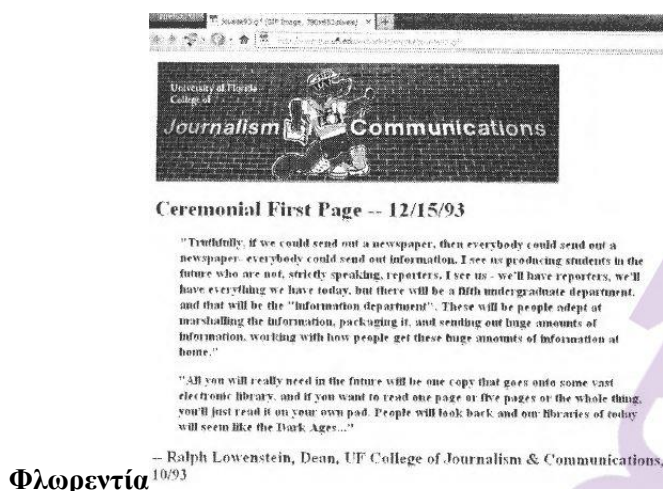 journo93.gif (GIF Image, 790x693 pixels)
University of Florida
College of
Journalism Communications
Ceremonial First Page -- 12/15/93
"Truthfully, if we could send out a newspaper, then everybody could send out a
newspaper- everybody could send out information. I see us producing students in the
future who are not, strictly speaking, reporters. I see us - we'll have reporters, we'll
have everything we have today, but there will be a fifth undergraduate department,
and that will be the "information department". These will be people adept at
marshalling the information, packaging it, and sending out huge amounts of
information, working with how people get these huge amounts of information at
home."
"All you will really need in the future will be one copy that goes onto some vast
electronic library, and if you want to read one page or five pages or the whole thing,
you'll just read it on your own pad. People will look back and our libraries of today
will seem like the Dark Ages..."
-- Ralph Lowenstein, Dean, UF College of Journalism & Communications,
10/93
Φλωρεντία